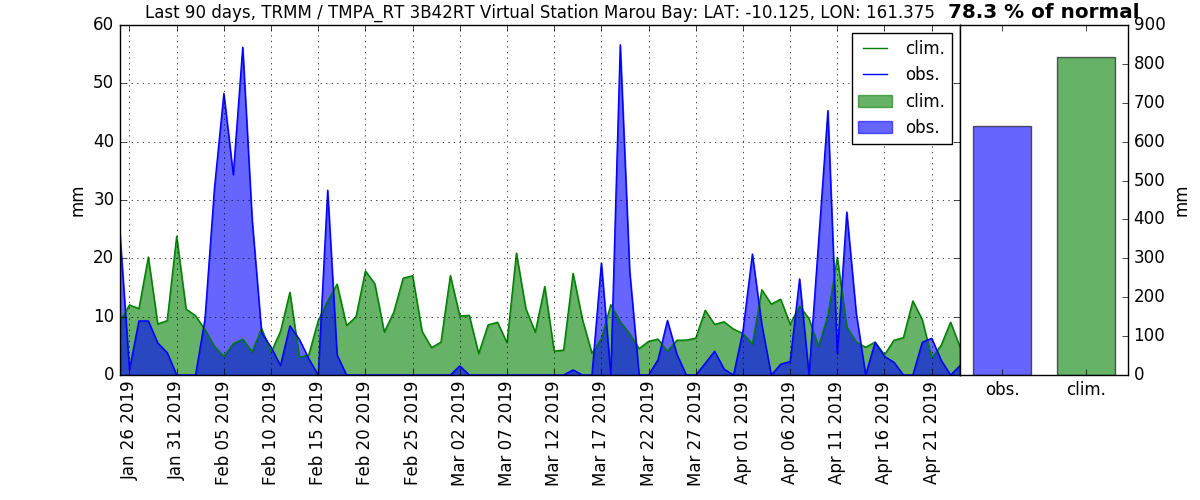 Last 90 days, TRMM / TMPA_RT 3B42RT Virtual Station Marou Bay: LAT: -10.125, LON: 161.375 78.3 % of normal
60
50
40
30
20
10
0
mm
clim.
obs.
clim.
obs.
Jan 26 2019
Jan 31 2019
Feb 05 2019
Feb 10 2019
Feb 15 2019
Feb 20 2019
Feb 25 2019
Mar 02 2019
Mar 07 2019
Mar 12 2019
Mar 17 2019
Mar 22 2019
Mar 27 2019
Apr 01 2019
Apr 06 2019
Apr 11 2019
Apr 16 2019
Apr 21 2019
900
800
700
600
500
400
300
200
100
0
mm
obs.
clim.